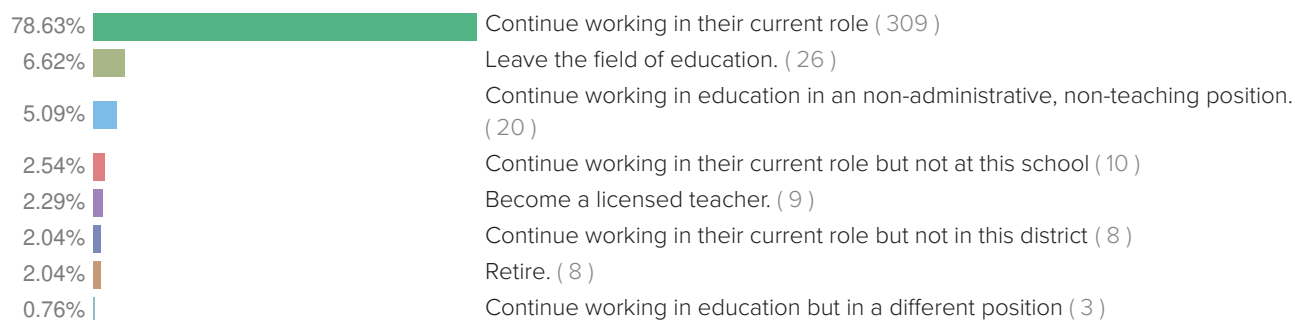 78.63% Continue working in their current role ( 309 )
6.62% Leave the field of education. ( 26 )
5.09% Continue working in education in an non-administrative, non-teaching position.
( 20 )
2.54% Continue working in their current role but not at this school ( 10 )
2.29% Become a licensed teacher. ( 9 )
2.04% Continue working in their current role but not in this district ( 8 )
2.04% Retire. ( 8 )
0.76% Continue working in education but in a different position ( 3 )